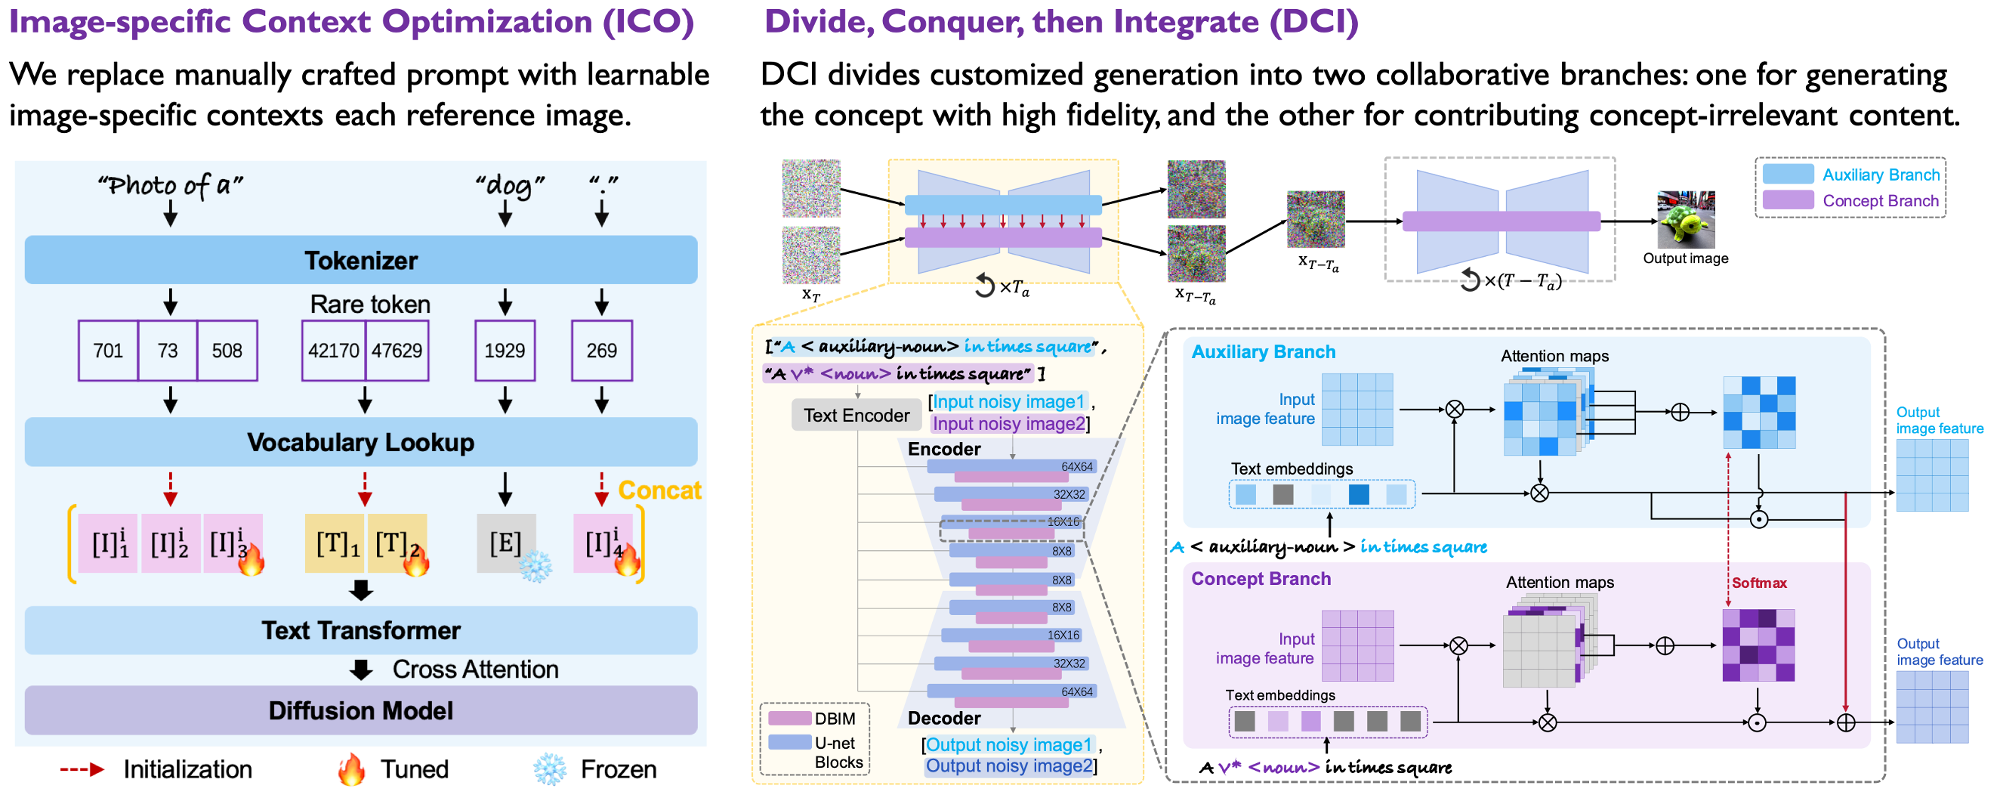 Image-specific Context Optimization (ICO)
We replace manually crafted prompt with learnable
image-specific contexts each reference image.
"Photo of a" "dog" "."
Tokenizer
Rare token
701 73 508 42170 47629 1929 269
Vocabulary Lookup
Concat
[I]₁ⁱ [I]₂ⁱ [I]₃ⁱ [T]₁ [T]₂ [E] [I]₄ⁱ
Text Transformer
Cross Attention
Diffusion Model
Initialization Tuned Frozen
Divide, Conquer, then Integrate (DCI)
DCI divides customized generation into two collaborative branches: one for generating
the concept with high fidelity, and the other for contributing concept-irrelevant content.
x_T
×T_a
x_{T−T_a}
x_{T−T_a}
×(T − T_a)
Output image
Auxiliary Branch
Concept Branch
["A < auxiliary-noun> in times square",
"A V* <noun> in times square" ]
Text Encoder
[Input noisy image1,
Input noisy image2]
Encoder
64X64
32X32
16X16
8X8
8X8
8X8
16X16
32X32
64X64
Decoder
[Output noisy image1,
Output noisy image2]
DBIM
U-net
Blocks
Auxiliary Branch
Attention maps
Input
image feature
Text embeddings
A < auxiliary-noun > in times square
Output
image feature
Concept Branch
Attention maps
Softmax
Input
image feature
Text embeddings
A V* <noun> in times square
Output
image feature